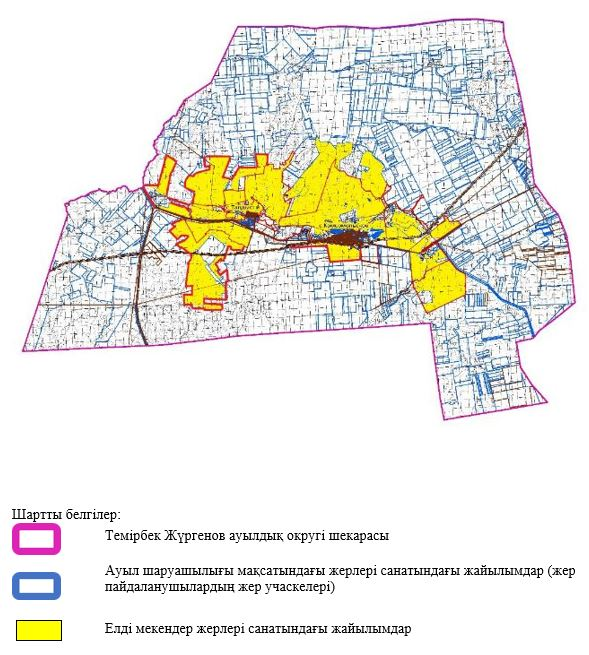 Шартты белгілер:
Темірбек Жүргенов ауылдық округі шекарасы
Ауыл шаруашылығы мақсатындағы жерлері санатындағы жайылымдар (жер
пайдаланушылардың жер учаскелері)
Елді мекендер жерлері санатындағы жайылымдар